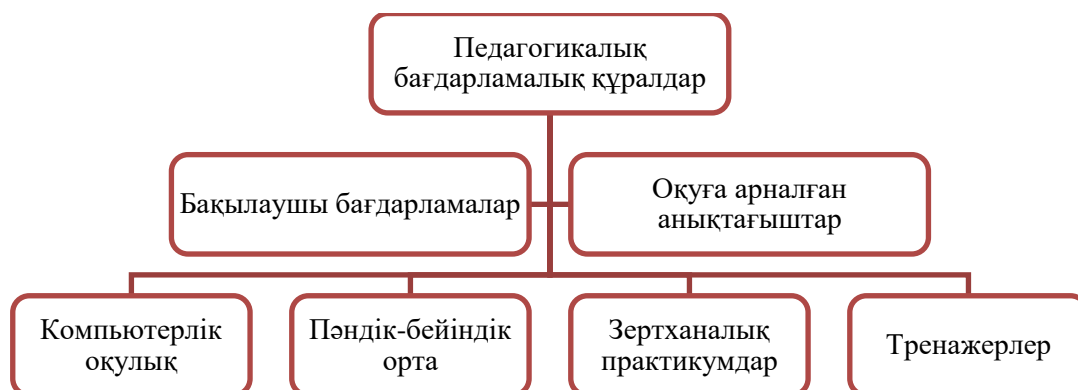 Педагогикалық
бағдарламалық құралдар
Бақылаушы бағдарламалар
Оқуға арналған
анықтағыштар
Компьютерлік
оқулық
Пәндік-бейіндік
орта
Зертханалық
практикумдар
Тренажерлер